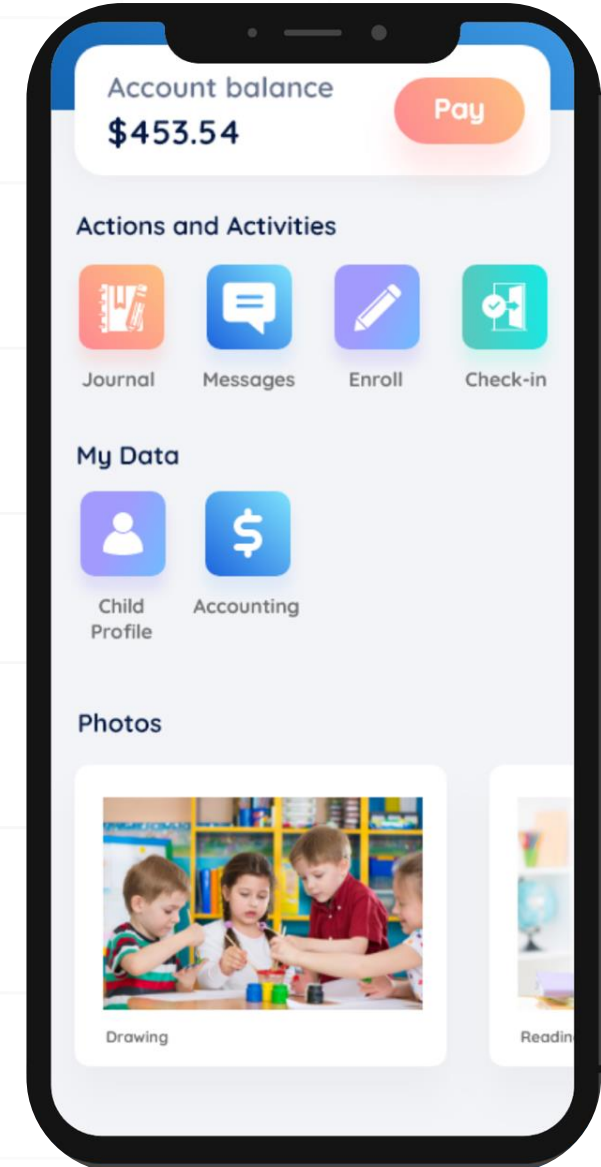 Account balance
$453.54
Pay
Actions and Activities
Journal
Messages
Enroll
Check-in
My Data
Child
Profile
Accounting
Photos
Drawing